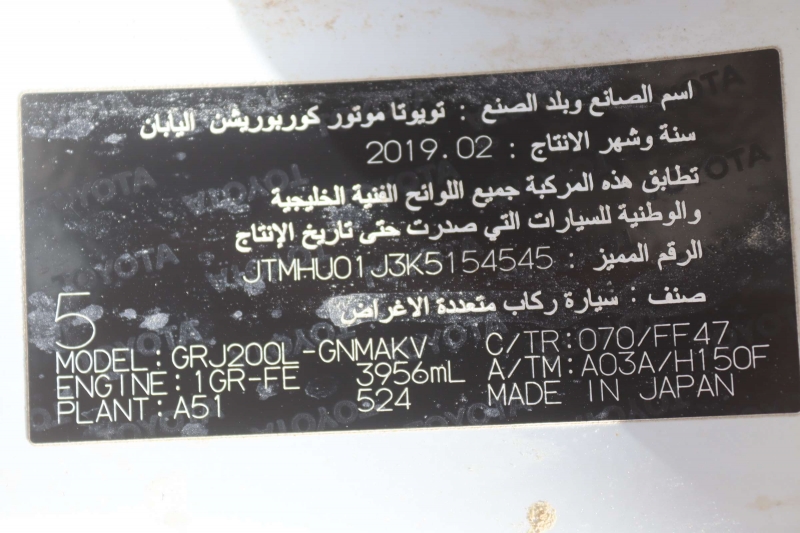 اسم الصانع وبلد الصنع : تويوتا موتور كوربوريشن اليابان
سنة وشهر الانتاج : 2019.02
تطابق هذه المركبة جميع اللوائح الفنية الخليجية
والوطنية للسيارات التي صدرت حتى تاريخ الإنتاج
الرقم المميز : JTMHU01J3K5154545
صنف : سيارة ركاب متعددة الاغراض
5
MODEL:GRJ200L-GNMAKV C/TR:070/FF47
ENGINE:1GR-FE 3956mL A/TM:A03A/H150F
PLANT:A51 524 MADE IN JAPAN